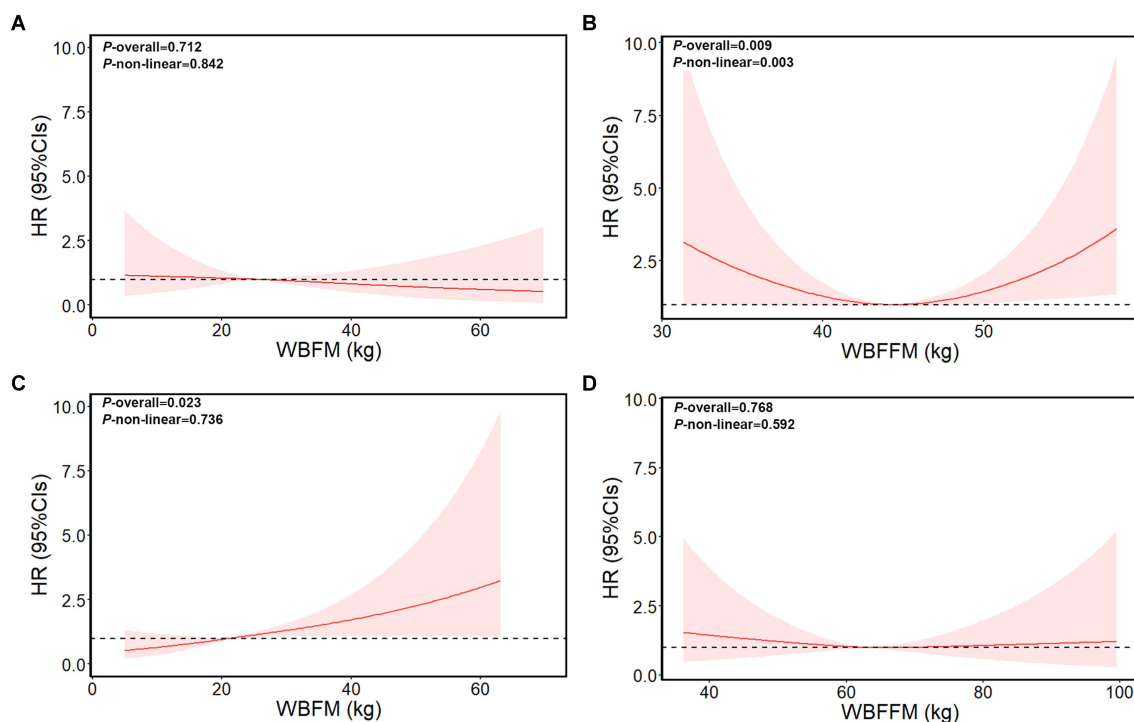 A
P-overall=0.712
P-non-linear=0.842
HR (95%CIs)
10.0
7.5
5.0
2.5
0.0
0 20 40 60
WBFM (kg)
B
P-overall=0.009
P-non-linear=0.003
HR (95%CIs)
10.0
7.5
5.0
2.5
30 40 50
WBFFM (kg)
C
P-overall=0.023
P-non-linear=0.736
HR (95%CIs)
10.0
7.5
5.0
2.5
0.0
0 20 40 60
WBFM (kg)
D
P-overall=0.768
P-non-linear=0.592
HR (95%CIs)
10.0
7.5
5.0
2.5
0.0
40 60 80 100
WBFFM (kg)